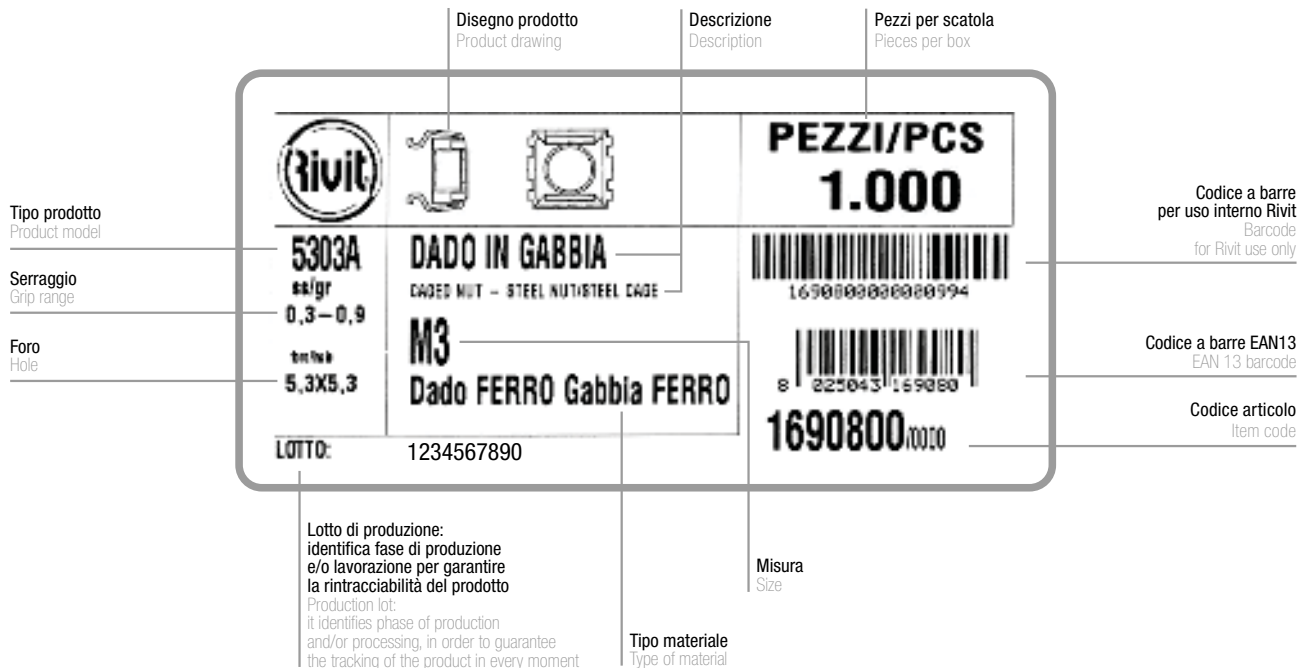 Disegno prodotto
Product drawing
Descrizione
Description
Pezzi per scatola
Pieces per box
Rivit
PEZZI/PCS
1.000
Tipo prodotto
Product model
Serraggio
Grip range
Foro
Hole
5303A
ss/gr
0,3-0,9
5,3X5,3
DADO IN GABBIA
CAGED NUT - STEEL NUT/STEEL CAGE
M3
Dado FERRO Gabbia FERRO
1690800000000994
8 025043 169080
1690800/0000
LOTTO:
1234567890
Codice a barre
per uso interno Rivit
Barcode
for Rivit use only
Codice a barre EAN13
EAN 13 barcode
Codice articolo
Item code
Lotto di produzione:
identifica fase di produzione
e/o lavorazione per garantire
la rintracciabilità del prodotto
Production lot:
it identifies phase of production
and/or processing, in order to guarantee
the tracking of the product in every moment
Tipo materiale
Type of material
Misura
Size